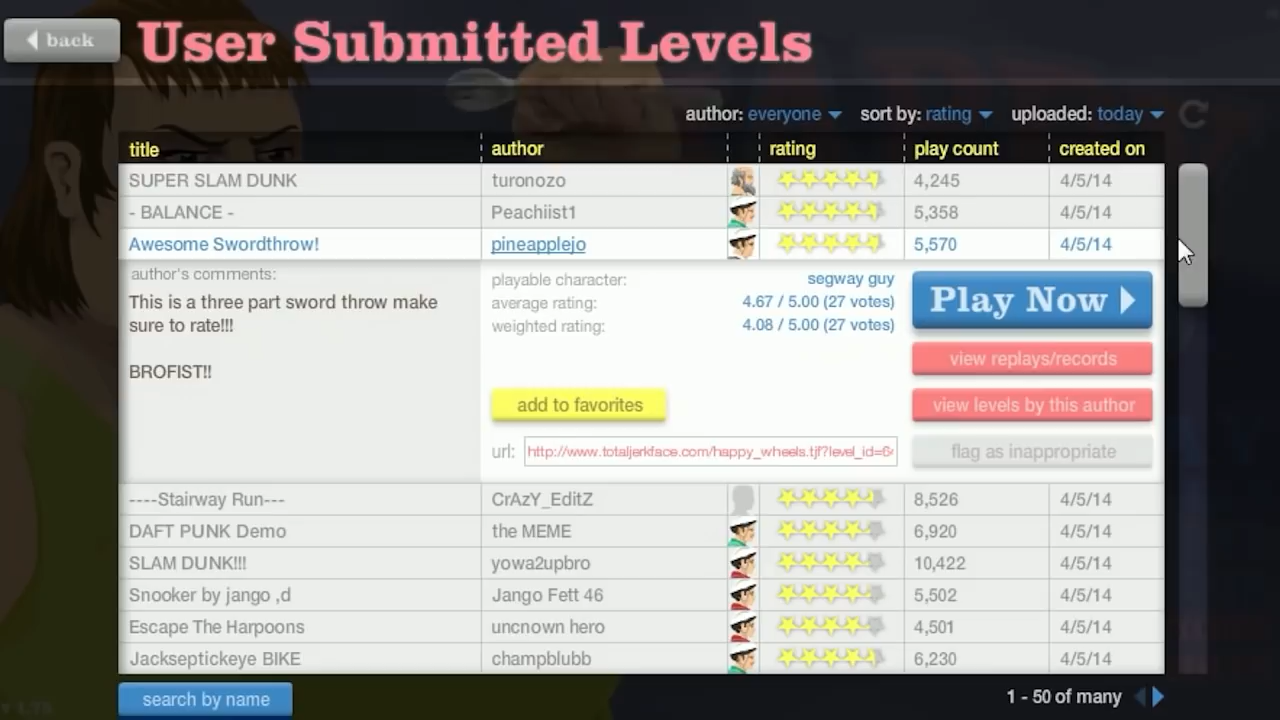 back
User Submitted Levels
author: everyone sort by: rating uploaded: today
title author rating play count created on
SUPER SLAM DUNK turonozo 4,245 4/5/14
- BALANCE - Peachiist1 5,358 4/5/14
Awesome Swordthrow! pineapplejo 5,570 4/5/14
author's comments:
This is a three part sword throw make
sure to rate!!!
BROFIST!!
playable character: segway guy
average rating: 4.67 / 5.00 (27 votes)
weighted rating: 4.08 / 5.00 (27 votes)
add to favorites
url: http://www.totaljerkface.com/happy_wheels.tjf?level_id=6
Play Now
view replays/records
view levels by this author
flag as inappropriate
----Stairway Run--- CrAzY_EditZ 8,526 4/5/14
DAFT PUNK Demo the MEME 6,920 4/5/14
SLAM DUNK!!! yowa2upbro 10,422 4/5/14
Snooker by jango ,d Jango Fett 46 5,502 4/5/14
Escape The Harpoons uncnown hero 4,501 4/5/14
Jackseptickeye BIKE champblubb 6,230 4/5/14
search by name
1 - 50 of many
v 1.75